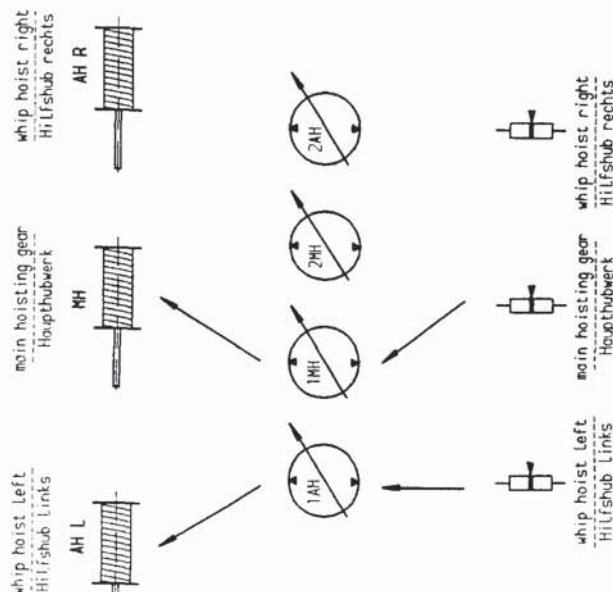 whip hoist right
Hilfshub rechts
AH R
main hoisting gear
Haupthubwerk
MH
whip hoist left
Hilfshub links
AH L
2AH
2MH
1MH
1AH
whip hoist right
Hilfshub rechts
main hoisting gear
Haupthubwerk
whip hoist left
Hilfshub links